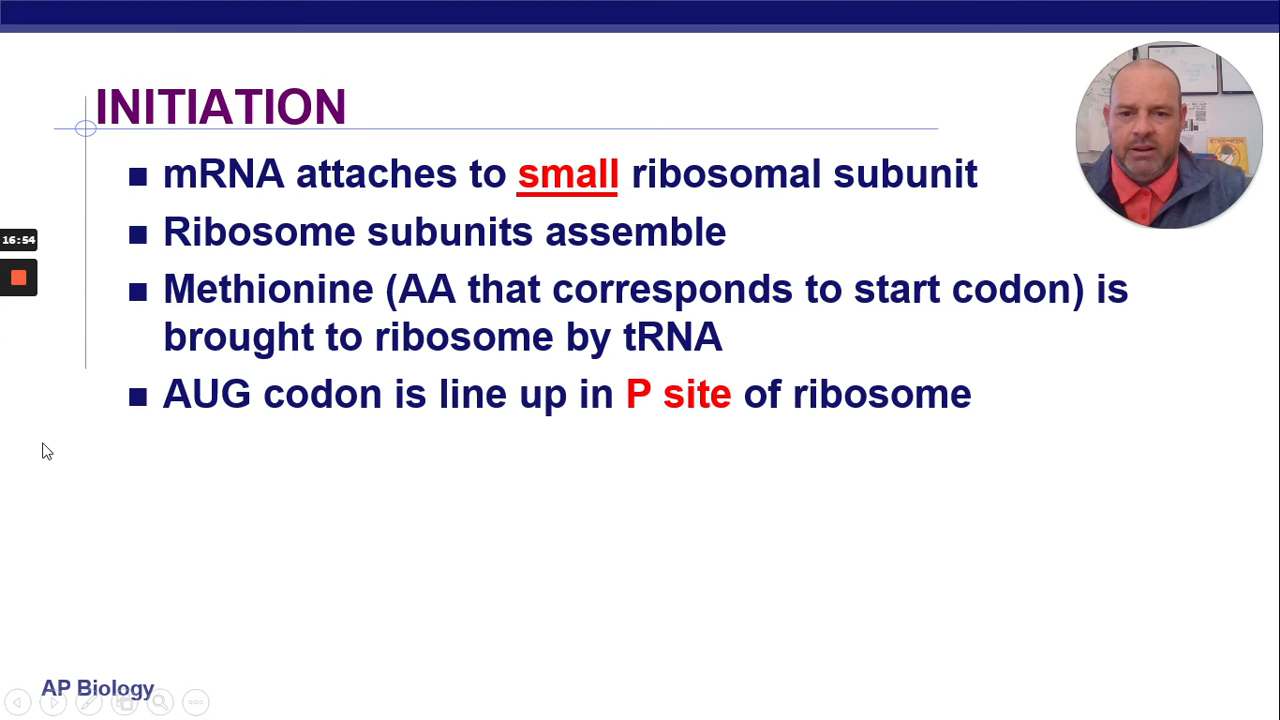 INITIATION
■ mRNA attaches to small ribosomal subunit
■ Ribosome subunits assemble
■ Methionine (AA that corresponds to start codon) is
brought to ribosome by tRNA
■ AUG codon is line up in P site of ribosome
16:54
AP Biology